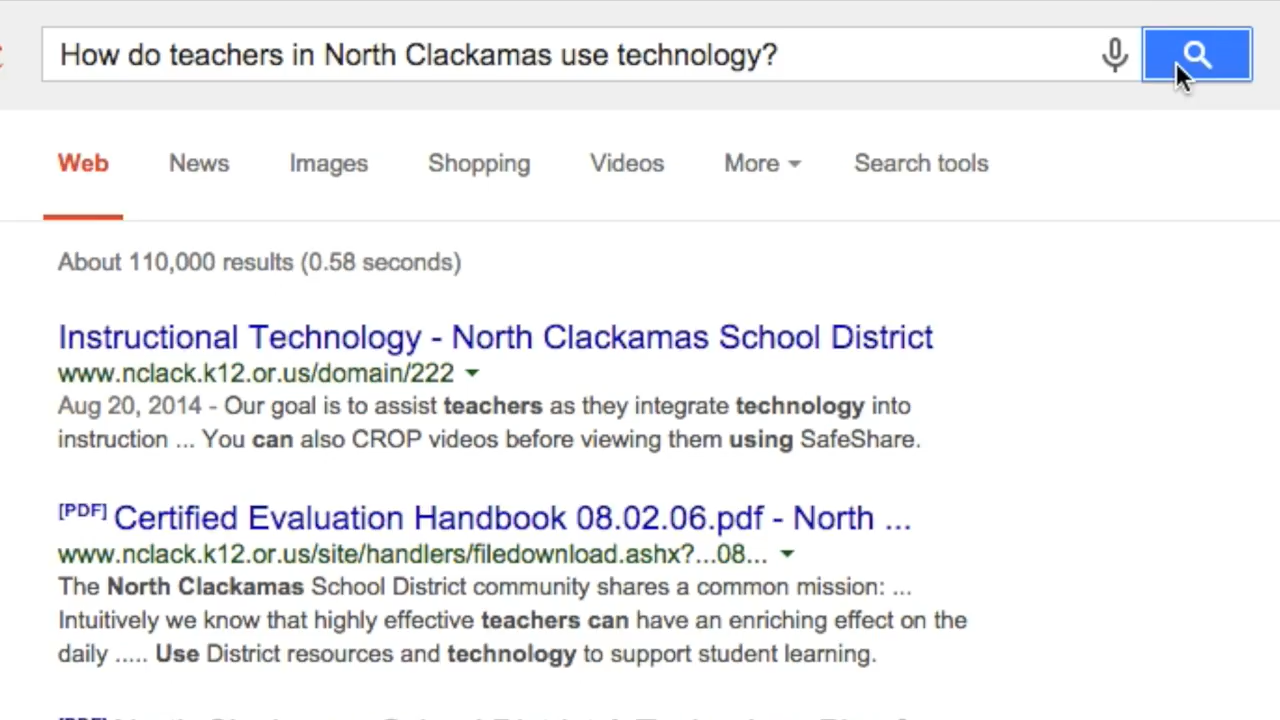 How do teachers in North Clackamas use technology?
Web News Images Shopping Videos More Search tools
About 110,000 results (0.58 seconds)
Instructional Technology - North Clackamas School District
www.nclack.k12.or.us/domain/222
Aug 20, 2014 - Our goal is to assist teachers as they integrate technology into
instruction ... You can also CROP videos before viewing them using SafeShare.
[PDF] Certified Evaluation Handbook 08.02.06.pdf - North ...
www.nclack.k12.or.us/site/handlers/filedownload.ashx?...08...
The North Clackamas School District community shares a common mission: ...
Intuitively we know that highly effective teachers can have an enriching effect on the
daily ..... Use District resources and technology to support student learning.